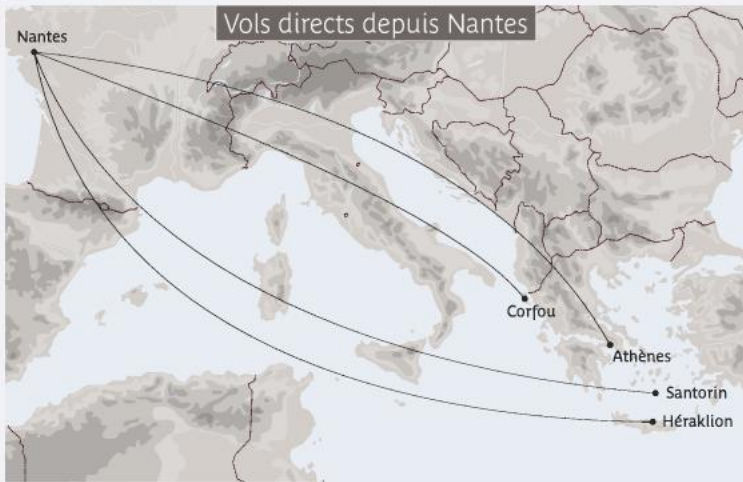 Vols directs depuis Nantes
Nantes
Corfou
Athènes
Santorin
Héraklion